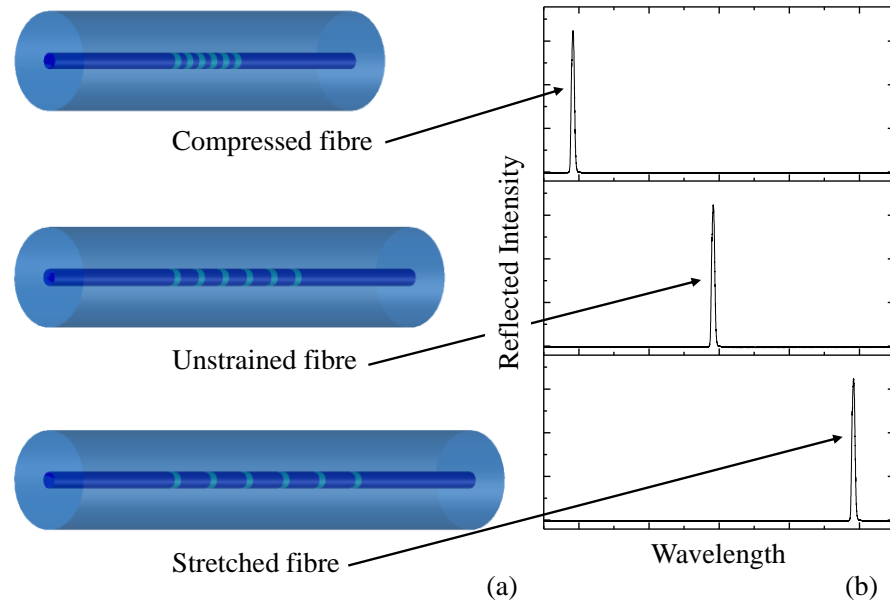 Compressed fibre
Unstrained fibre
Stretched fibre
(a)
Reflected Intensity
Wavelength
(b)